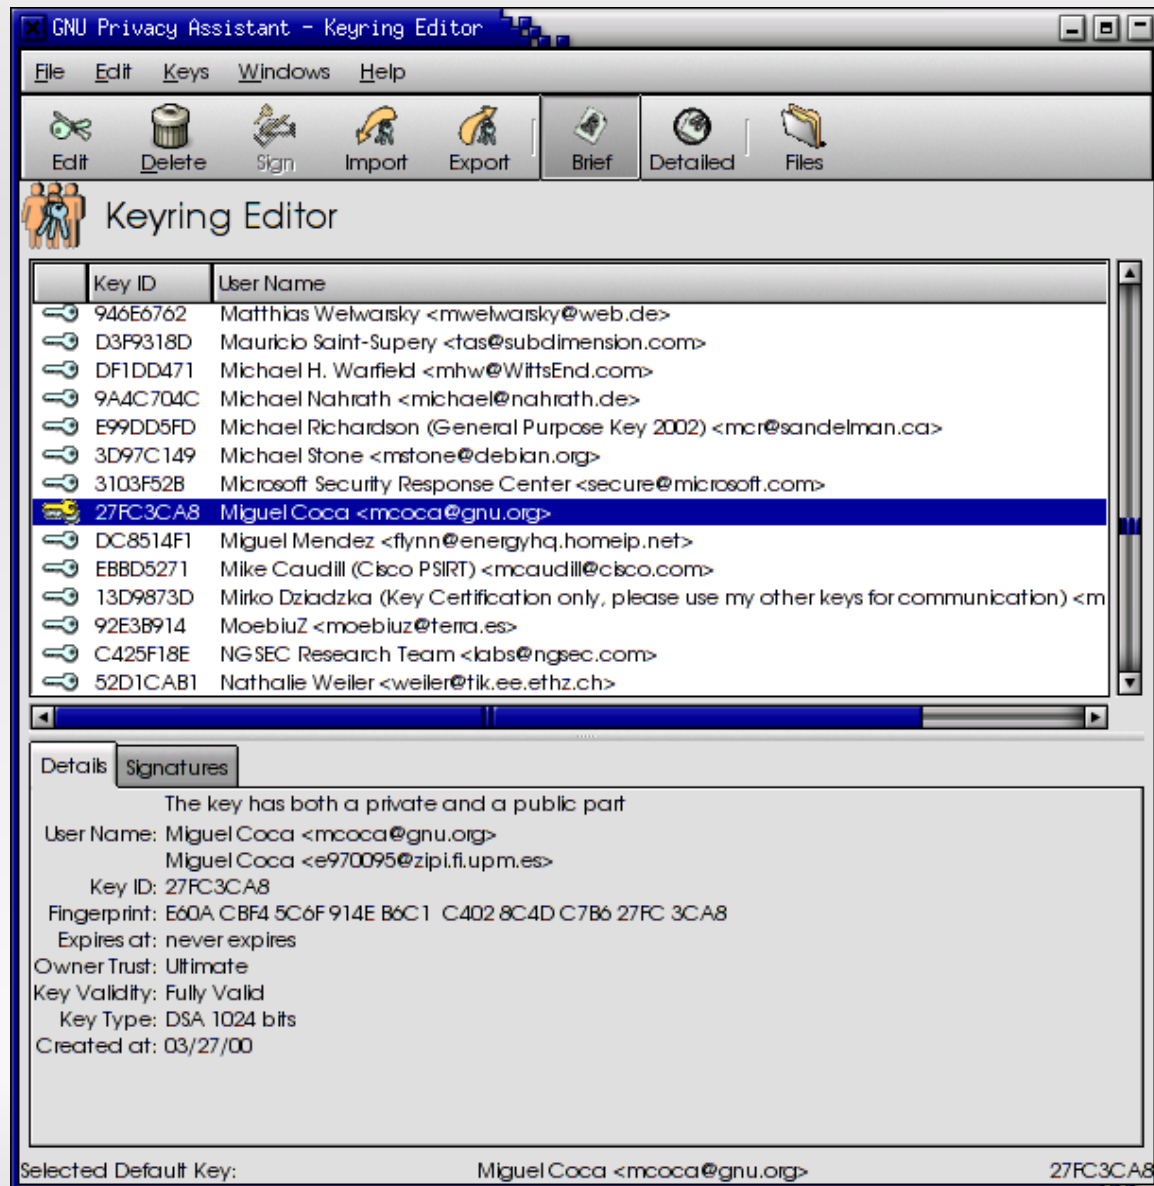 GNU Privacy Assistant - Keyring Editor
File Edit Keys Windows Help
Edit Delete Sign Import Export Brief Detailed Files
Keyring Editor
Key ID User Name
946E6762 Matthias Welwarsky <mwelwarsky@web.de>
D3F9318D Mauricio Saint-Supery <tas@subdimension.com>
DF1DD471 Michael H. Warfield <mhw@WittsEnd.com>
9A4C704C Michael Nahrath <michael@nahrath.de>
E99DD5FD Michael Richardson (General Purpose Key 2002) <mcr@sandelman.ca>
3D97C149 Michael Stone <mstone@debian.org>
3103F52B Microsoft Security Response Center <secure@microsoft.com>
27FC3CA8 Miguel Coca <mcoca@gnu.org>
DC8514F1 Miguel Mendez <flynn@energyhq.homeip.net>
EBBD5271 Mike Caudill (Cisco PSIRT) <mcaudill@cisco.com>
13D9873D Mirko Dziadzka (Key Certification only, please use my other keys for communication) <m
92E3B914 MoebiuZ <moebiuz@terra.es>
C425F18E NGSEC Research Team <labs@ngsec.com>
52D1CAB1 Nathalie Weiler <weiler@tik.ee.ethz.ch>
Details Signatures
The key has both a private and a public part
User Name: Miguel Coca <mcoca@gnu.org>
Miguel Coca <e970095@zipi.fi.upm.es>
Key ID: 27FC3CA8
Fingerprint: E60A CBF4 5C6F 914E B6C1 C402 8C4D C7B6 27FC 3CA8
Expires at: never expires
Owner Trust: Ultimate
Key Validity: Fully Valid
Key Type: DSA 1024 bits
Created at: 03/27/00
Selected Default Key: Miguel Coca <mcoca@gnu.org> 27FC3CA8